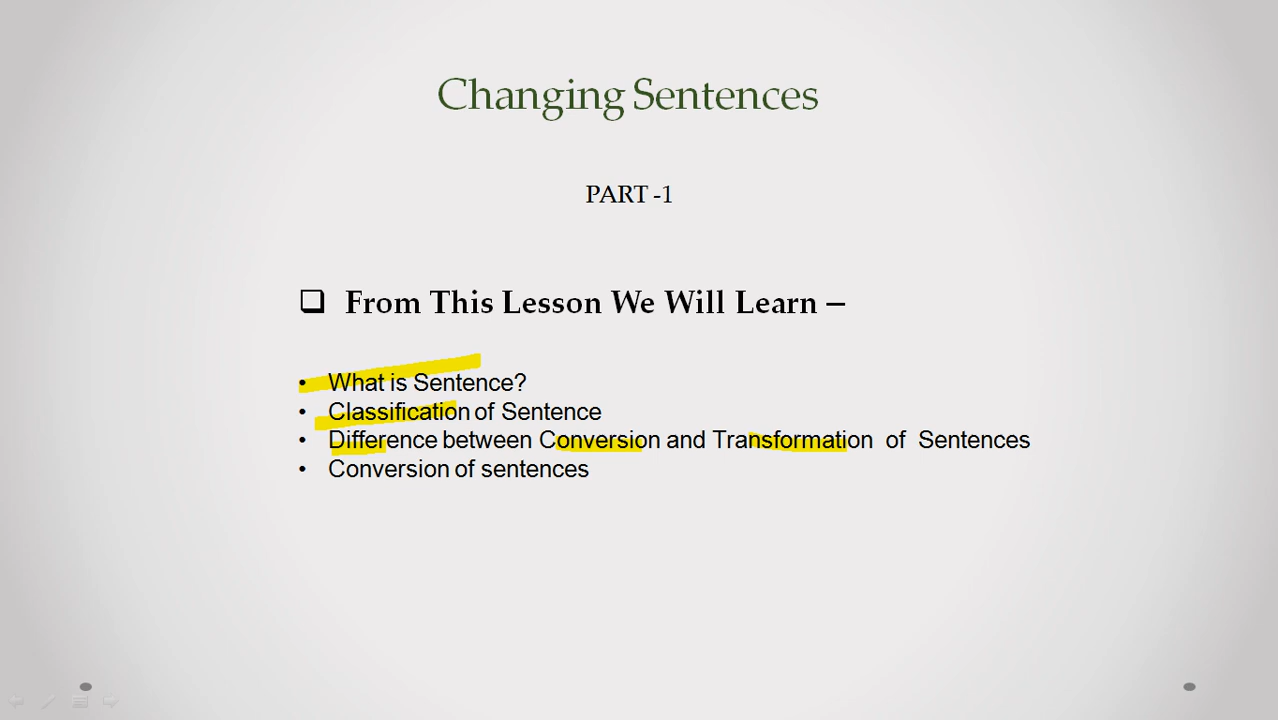 Changing Sentences
PART -1
❑ From This Lesson We Will Learn –
• What is Sentence?
• Classification of Sentence
• Difference between Conversion and Transformation of Sentences
• Conversion of sentences